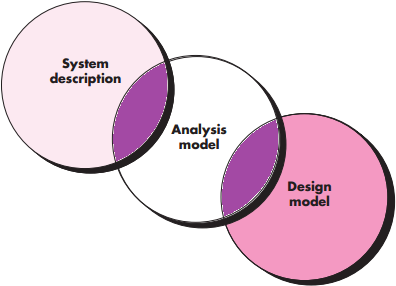 System
description
Analysis
model
Design
model